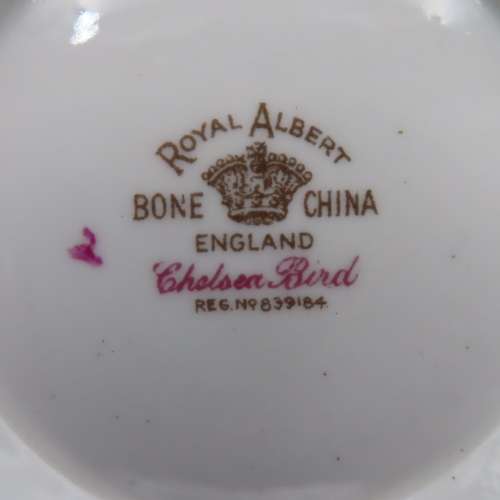 ROYAL ALBERT
BONE CHINA
ENGLAND
Chelsea Bird
REG. Nº 839184